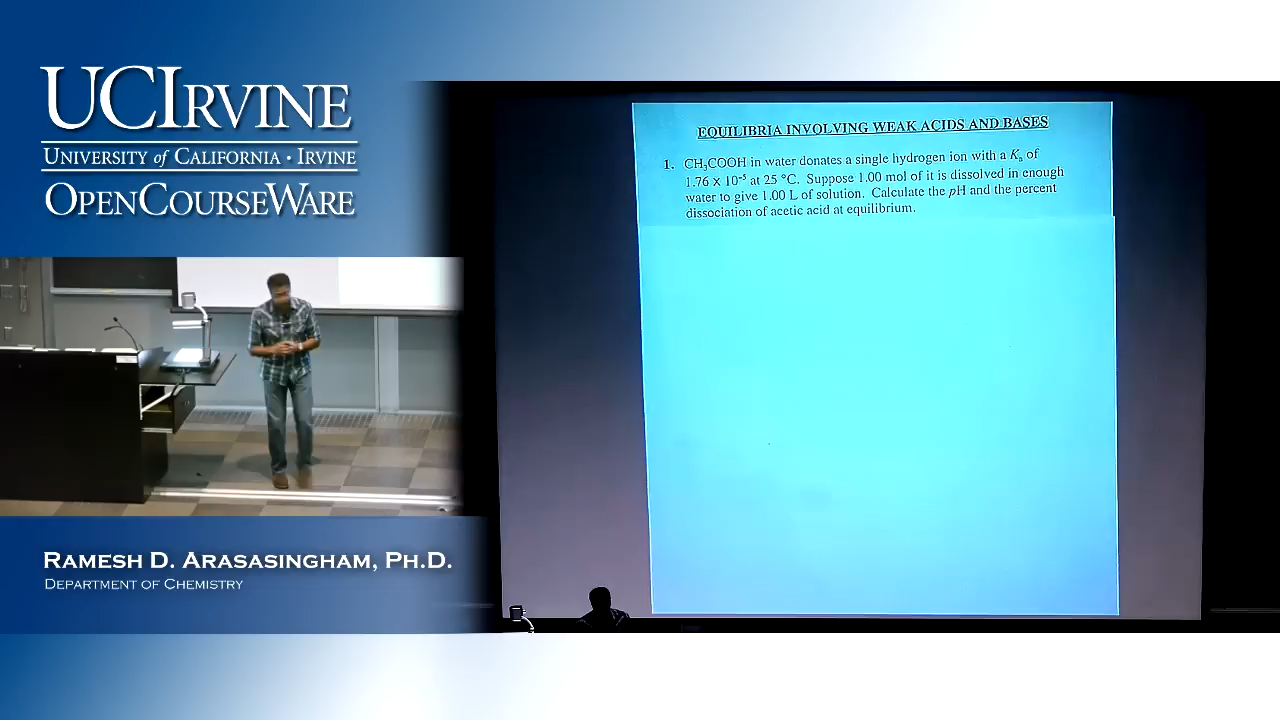 UCIRVINE
UNIVERSITY of CALIFORNIA · IRVINE
OPENCOURSEWARE
RAMESH D. ARASASINGHAM, PH.D.
DEPARTMENT OF CHEMISTRY
EQUILIBRIA INVOLVING WEAK ACIDS AND BASES
1. CH₃COOH in water donates a single hydrogen ion with a Kₐ of
1.76 × 10⁻⁵ at 25 °C. Suppose 1.00 mol of it is dissolved in enough
water to give 1.00 L of solution. Calculate the pH and the percent
dissociation of acetic acid at equilibrium.